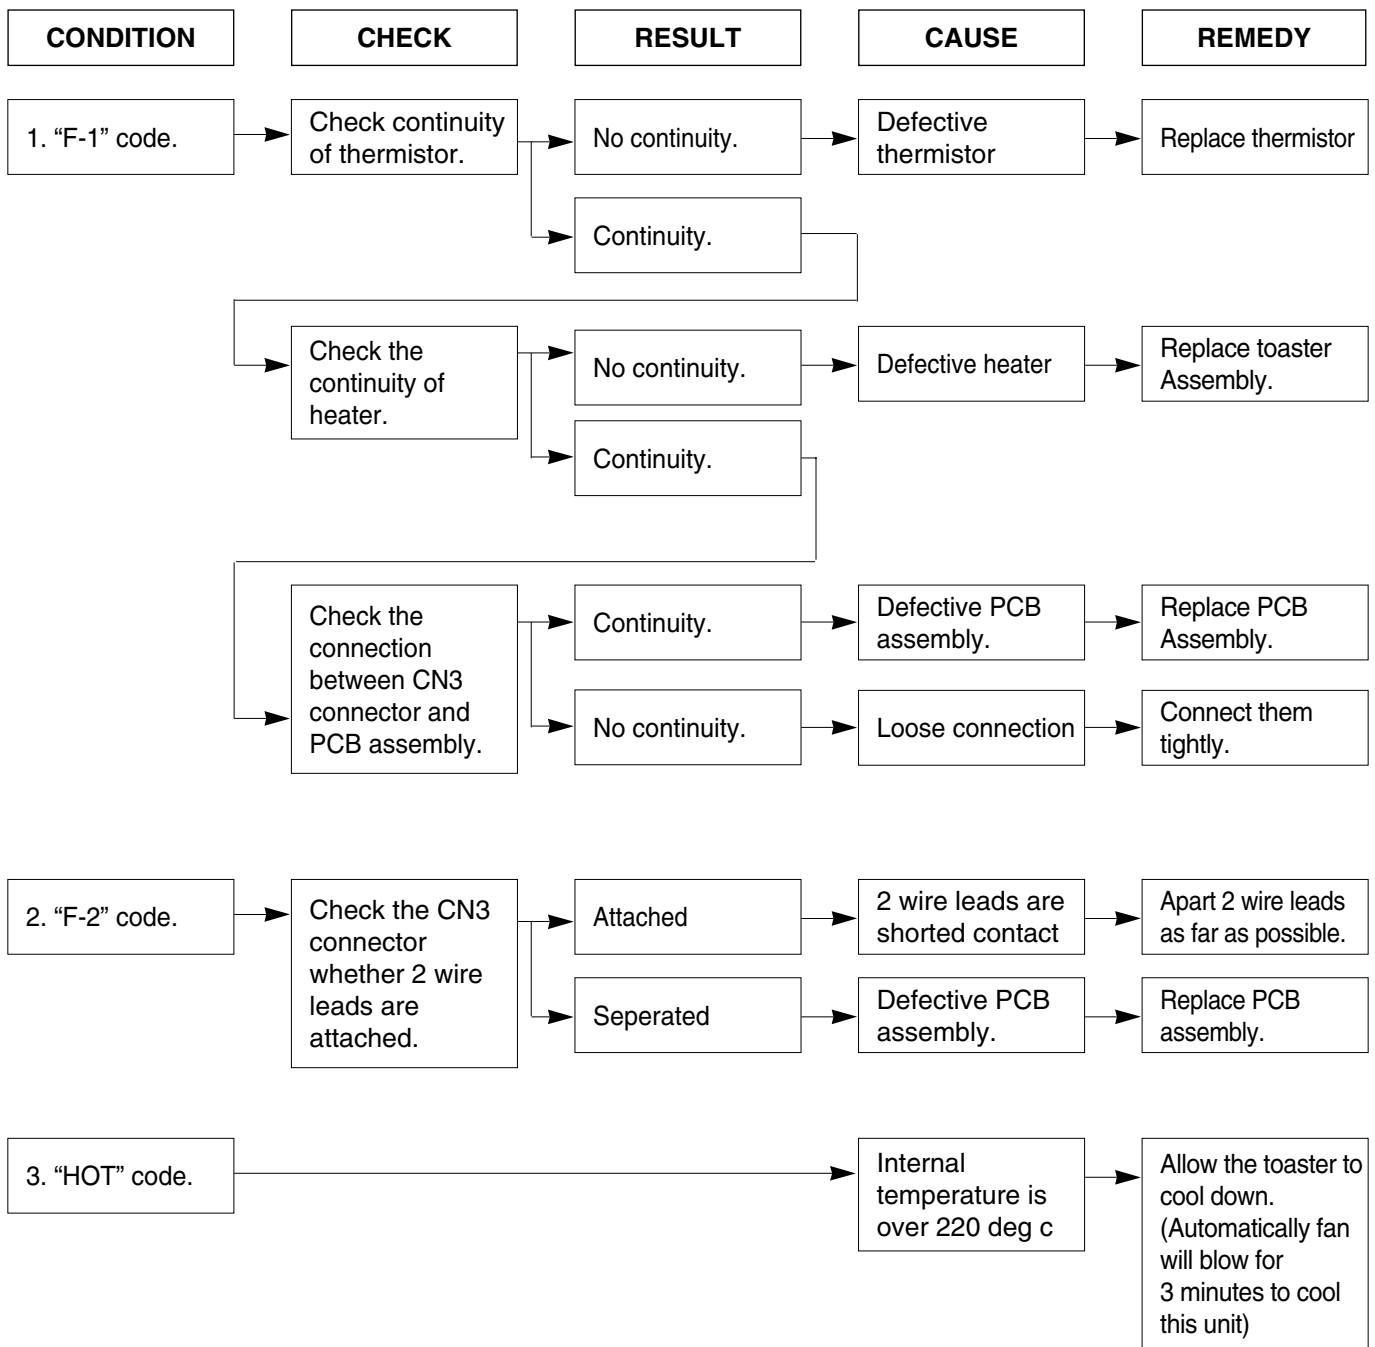 CONDITION
CHECK
RESULT
CAUSE
REMEDY
1. “F-1” code.
Check continuity
of thermistor.
No continuity.
Defective
thermistor
Replace thermistor
Continuity.
Check the
continuity of
heater.
No continuity.
Defective heater
Replace toaster
Assembly.
Continuity.
Check the
connection
between CN3
connector and
PCB assembly.
Continuity.
Defective PCB
assembly.
Replace PCB
Assembly.
No continuity.
Loose connection
Connect them
tightly.
2. “F-2” code.
Check the CN3
connector
whether 2 wire
leads are
attached.
Attached
2 wire leads are
shorted contact
Apart 2 wire leads
as far as possible.
Seperated
Defective PCB
assembly.
Replace PCB
assembly.
3. “HOT” code.
Internal
temperature is
over 220 deg c
Allow the toaster to
cool down.
(Automatically fan
will blow for
3 minutes to cool
this unit)